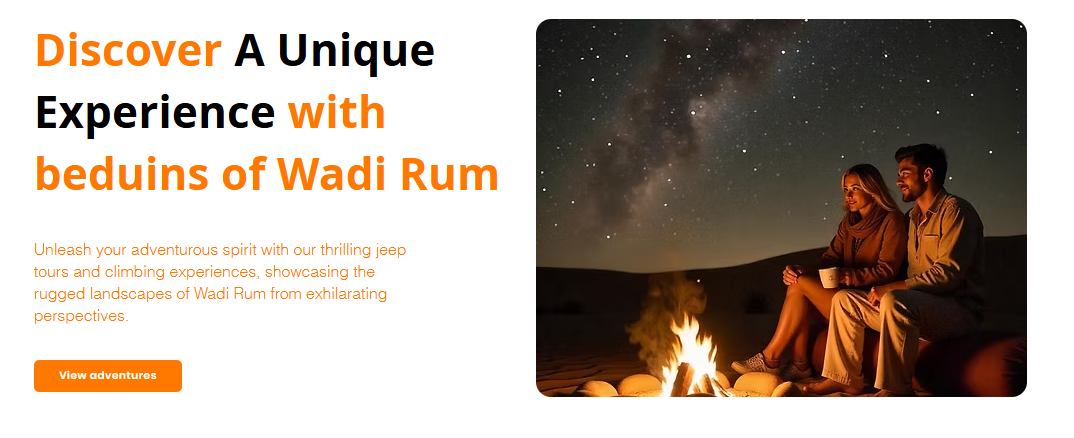 Discover A Unique
Experience with
beduins of Wadi Rum
Unleash your adventurous spirit with our thrilling jeep
tours and climbing experiences, showcasing the
rugged landscapes of Wadi Rum from exhilarating
perspectives.
View adventures